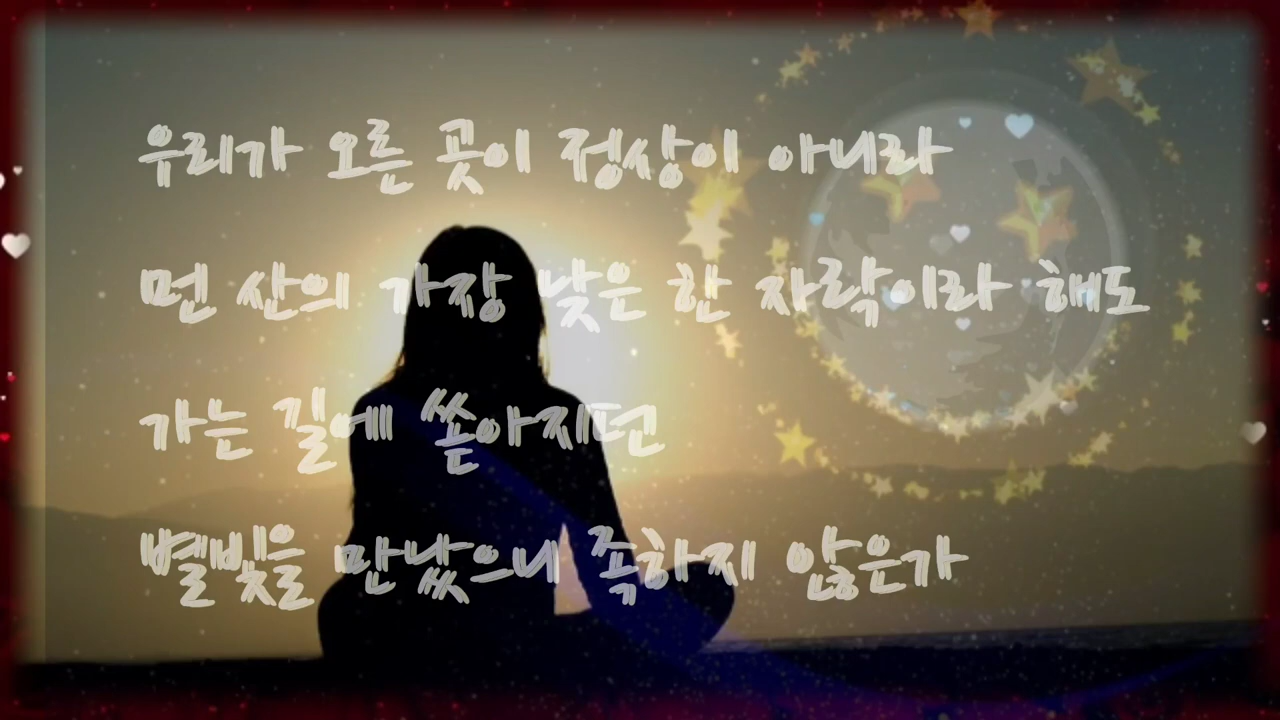 우리가 오른 곳이 정상이 아니라
먼 산의 가장 낮은 한 자락이라 해도
가는 길에 쏟아지던
별빛을 만났으니 족하지 않은가